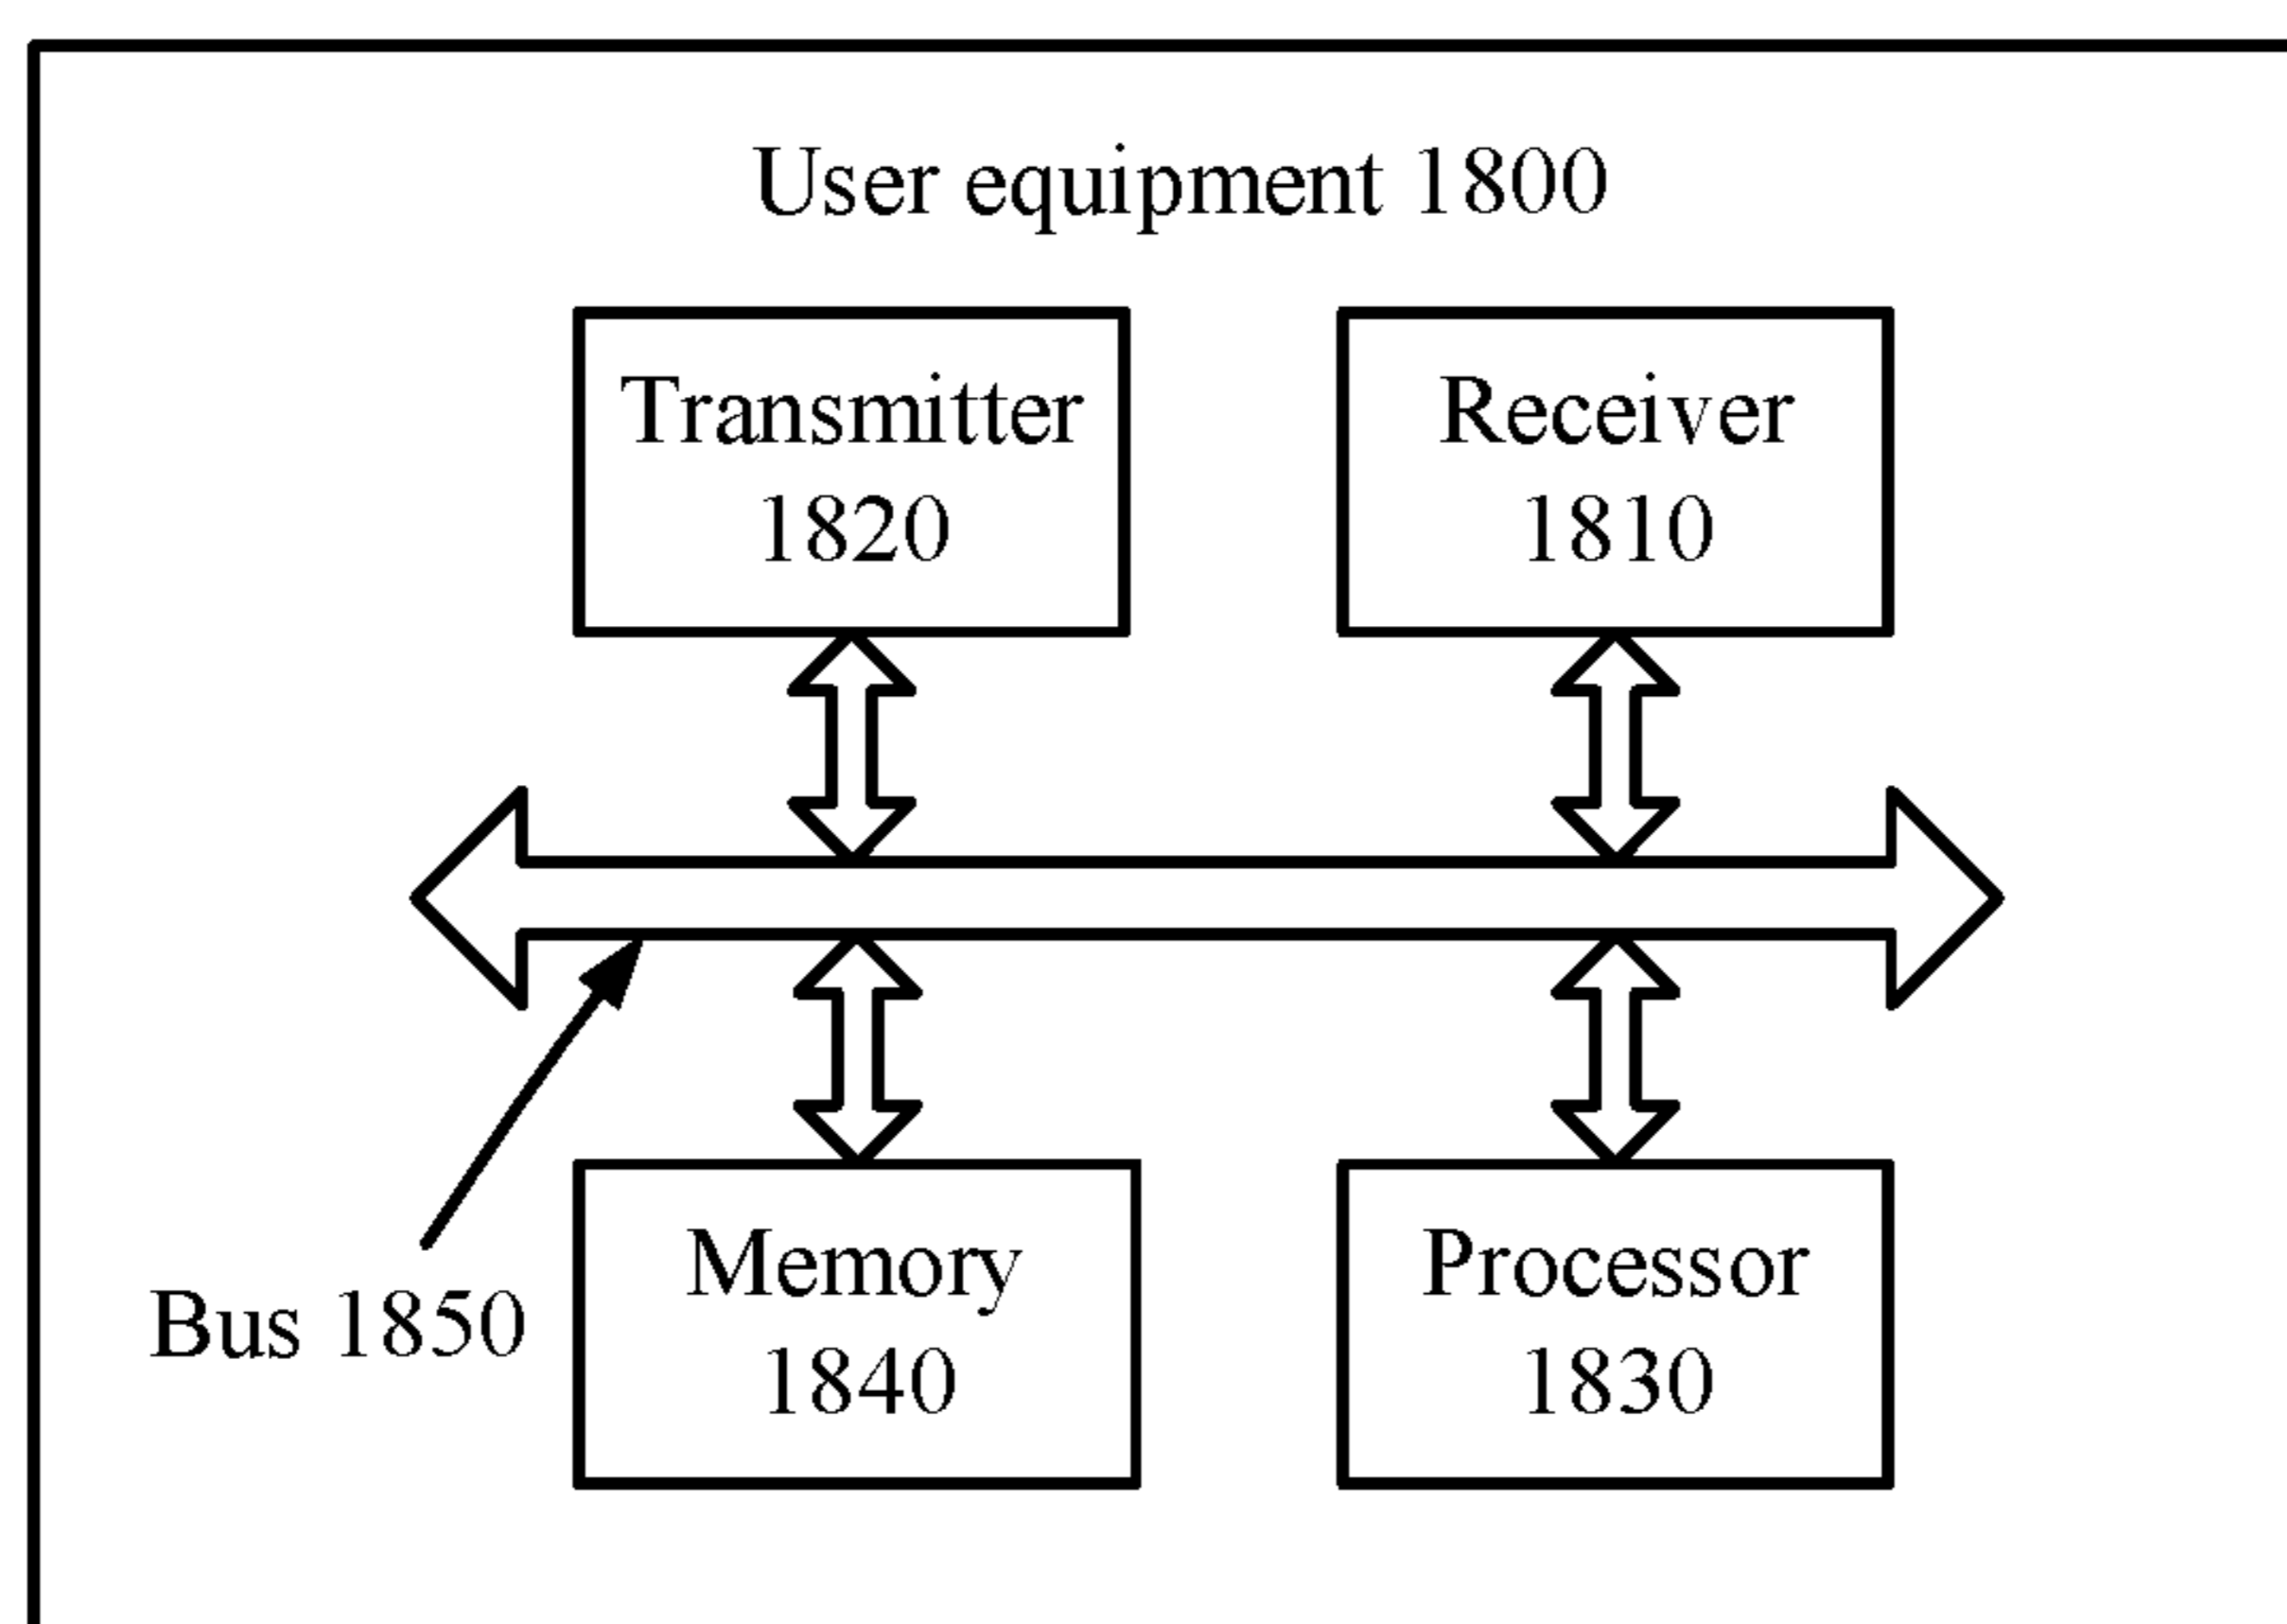 User equipment 1800
Transmitter
1820
Receiver
1810
Bus 1850
Memory
1840
Processor
1830